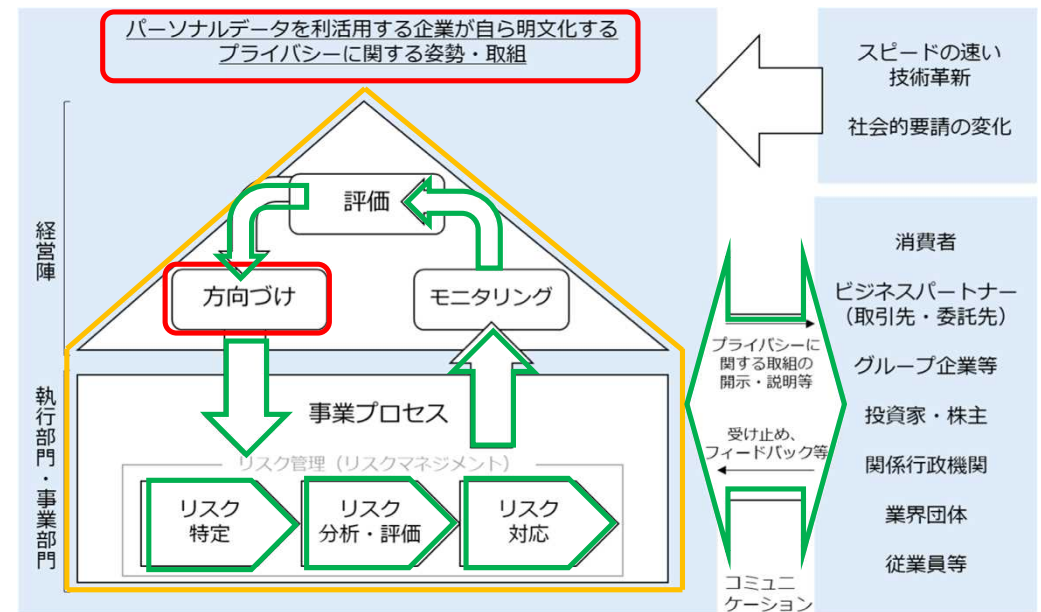 パーソナルデータを利活用する企業が自ら明文化する
プライバシーに関する姿勢・取組
スピードの速い
技術革新
社会的要請の変化
経営陣
評価
方向づけ
モニタリング
執行部門・事業部門
事業プロセス
リスク管理（リスクマネジメント）
リスク
特定
リスク
分析・評価
リスク
対応
プライバシーに
関する取組の
開示・説明等
受け止め、
フィードバック等
コミュニ
ケーション
消費者
ビジネスパートナー
（取引先・委託先）
グループ企業等
投資家・株主
関係行政機関
業界団体
従業員等